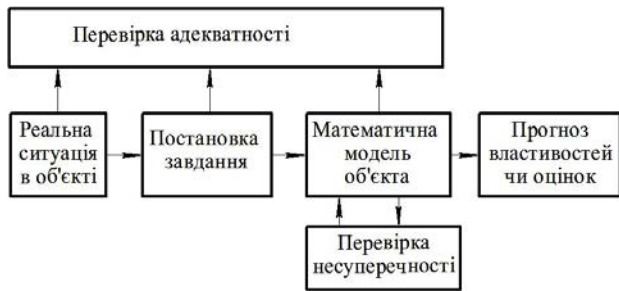 Перевірка адекватності
Реальна
ситуація
в об'єкті
Постановка
завдання
Математична
модель
об'єкта
Прогноз
властивостей
чи оцінок
Перевірка
несуперечності